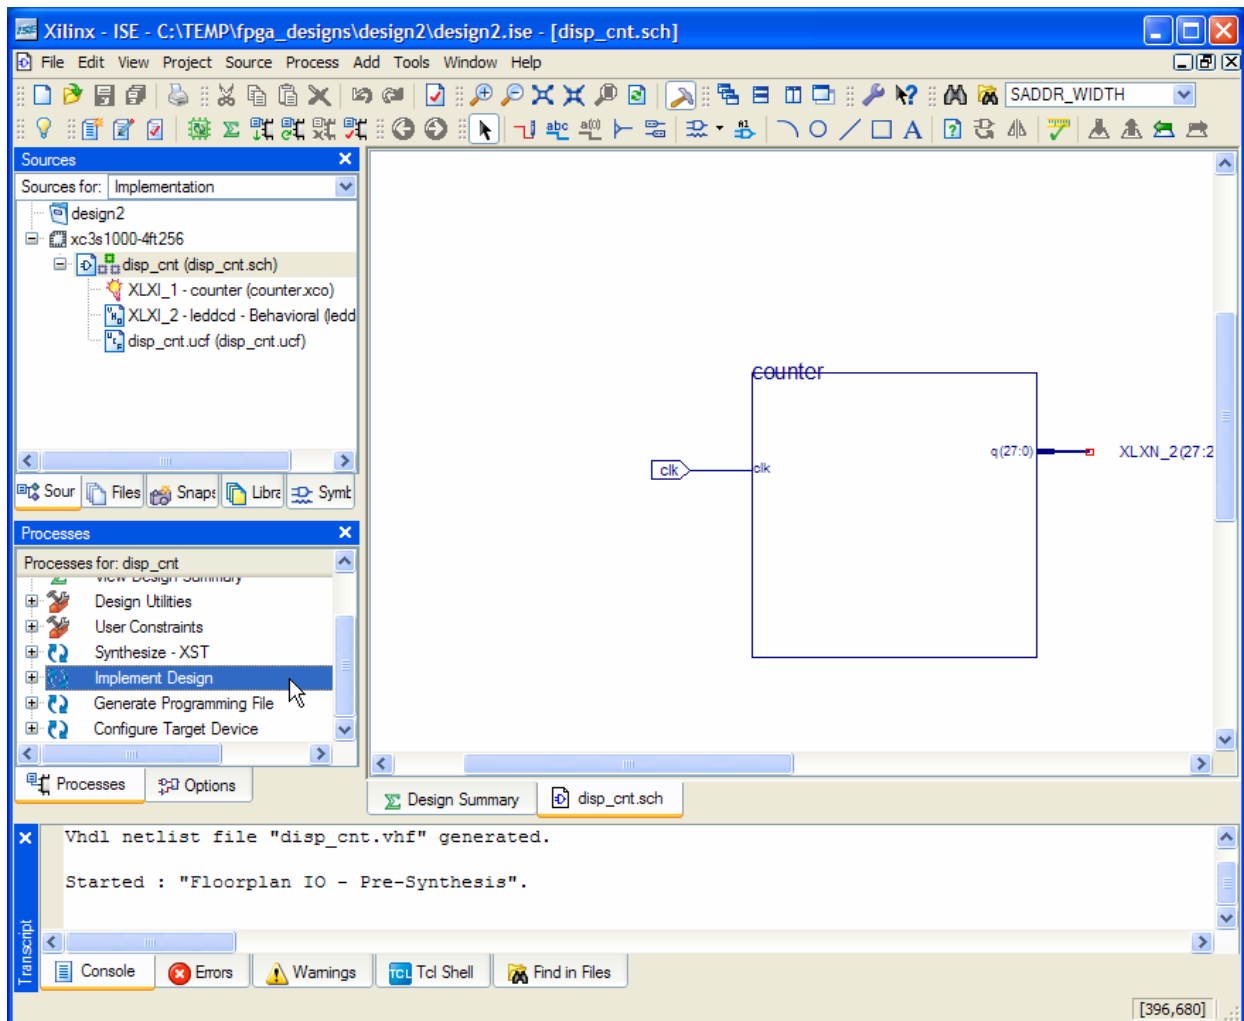 Xilinx - ISE - C:\TEMP\fpga_designs\design2\design2.ise - [disp_cnt.sch]
File Edit View Project Source Process Add Tools Window Help
SADDR_WIDTH
Sources
Sources for: Implementation
design2
xc3s1000-4ft256
disp_cnt (disp_cnt.sch)
XLXI_1 - counter (counter.xco)
XLXI_2 - leddcd - Behavioral (ledd
disp_cnt.ucf (disp_cnt.ucf)
Sour Files Snaps Libra Symb
Processes
Processes for: disp_cnt
View Design Summary
Design Utilities
User Constraints
Synthesize - XST
Implement Design
Generate Programming File
Configure Target Device
Processes Options
counter
clk
clk
q(27:0)
XLXN_2(27:2
Design Summary disp_cnt.sch
Vhdl netlist file "disp_cnt.vhf" generated.
Started : "Floorplan IO - Pre-Synthesis".
Transcript
Console Errors Warnings Tcl Shell Find in Files
[396,680]